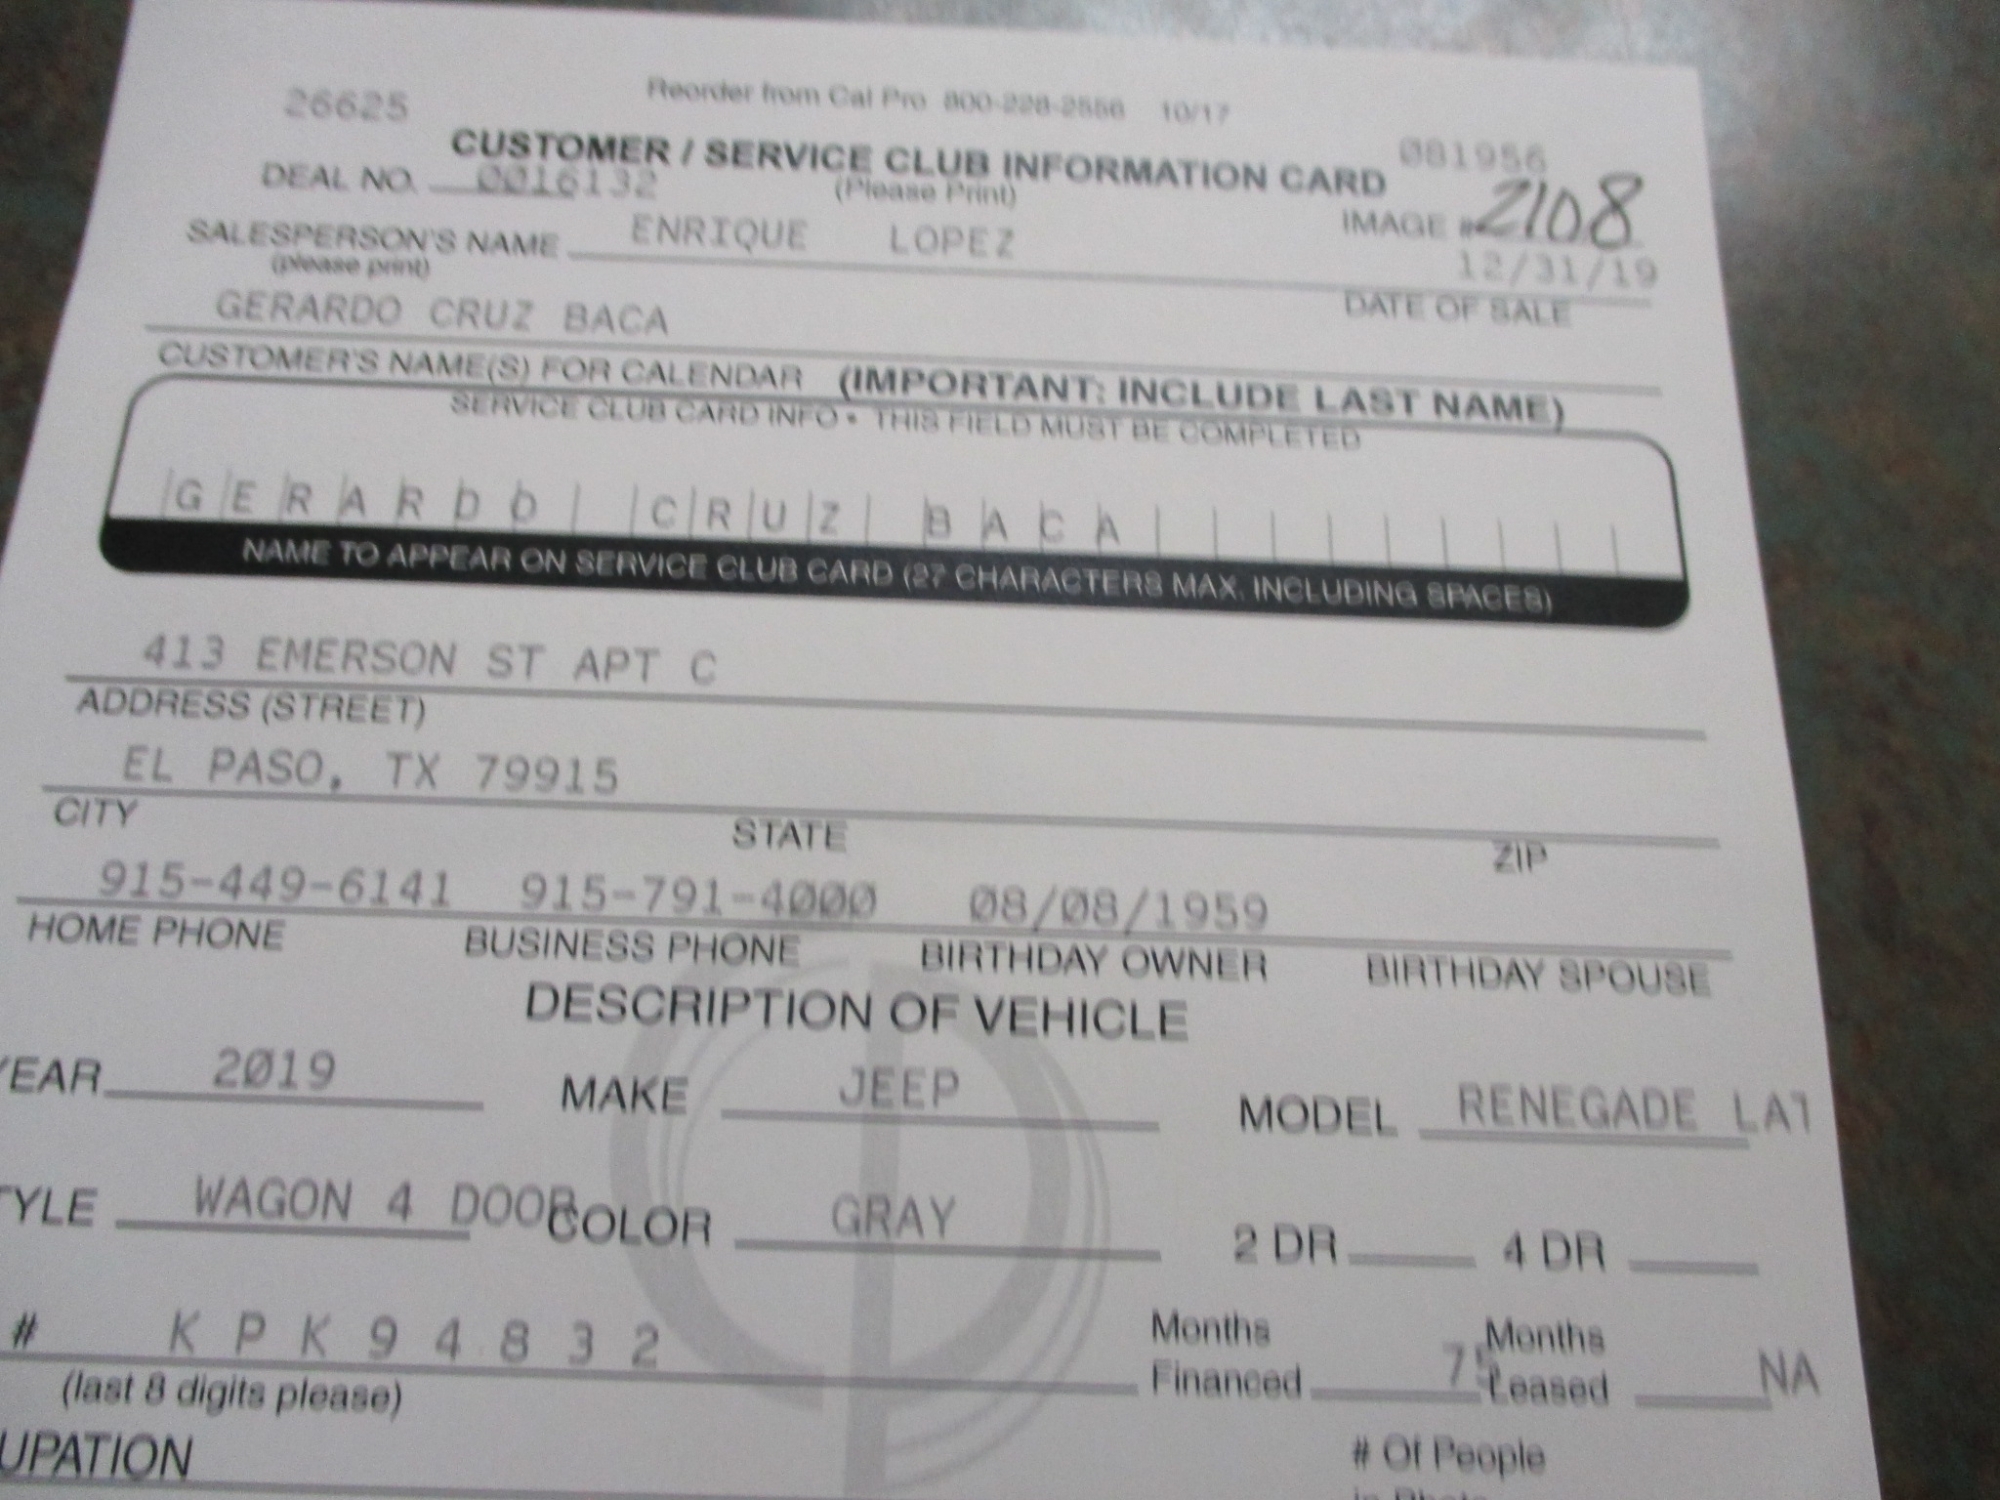 26625 Reorder from Cal Pro 800-228-2556 10/17
CUSTOMER / SERVICE CLUB INFORMATION CARD 081956
DEAL NO. 0016132 (Please Print)
IMAGE # 2108
SALESPERSON'S NAME ENRIQUE LOPEZ
(please print)
12/31/19
DATE OF SALE
GERARDO CRUZ BACA
CUSTOMER'S NAME(S) FOR CALENDAR (IMPORTANT: INCLUDE LAST NAME)
SERVICE CLUB CARD INFO • THIS FIELD MUST BE COMPLETED
GERARDO CRUZ BACA
NAME TO APPEAR ON SERVICE CLUB CARD (27 CHARACTERS MAX. INCLUDING SPACES)
413 EMERSON ST APT C
ADDRESS (STREET)
EL PASO, TX 79915
CITY STATE ZIP
915-449-6141 915-791-4000 08/08/1959
HOME PHONE BUSINESS PHONE BIRTHDAY OWNER BIRTHDAY SPOUSE
DESCRIPTION OF VEHICLE
YEAR 2019 MAKE JEEP MODEL RENEGADE LAT
TYLE WAGON 4 DOOR COLOR GRAY 2 DR 4 DR
# K P K 9 4 8 3 2
(last 8 digits please)
Months Financed Months Leased NA
UPATION
# Of People